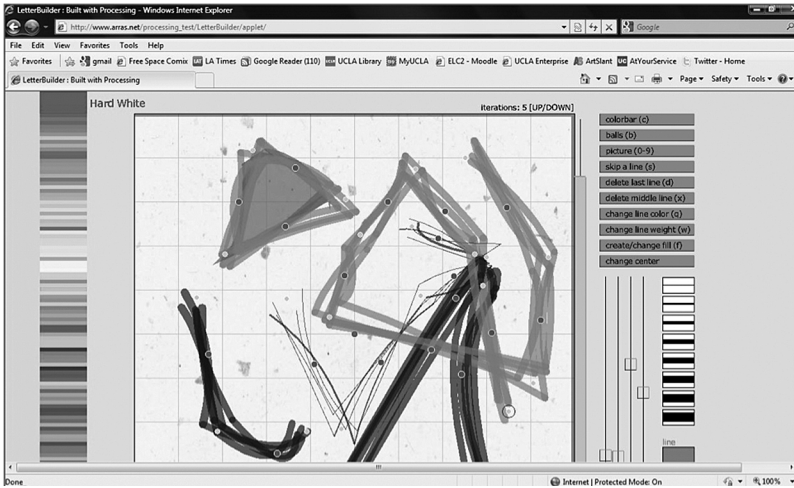 LetterBuilder : Built with Processing - Windows Internet Explorer
http://www.arras.net/processing_test/LetterBuilder/applet/
Google
File Edit View Favorites Tools Help
Favorites gmail Free Space Comix LAT LA Times Google Reader (110) UCLA Library My MyUCLA ELC2 - Moodle UCLA Enterprise ArtSlant UC AtYourService Twitter - Home
LetterBuilder : Built with Processing
Page Safety Tools
Hard White
iterations: 5 [UP/DOWN]
colorbar (c)
balls (b)
picture (0-9)
skip a line (s)
delete last line (d)
delete middle line (x)
change line color (q)
change line weight (w)
create/change fill (f)
change center
line
Done
Internet | Protected Mode: On
100%